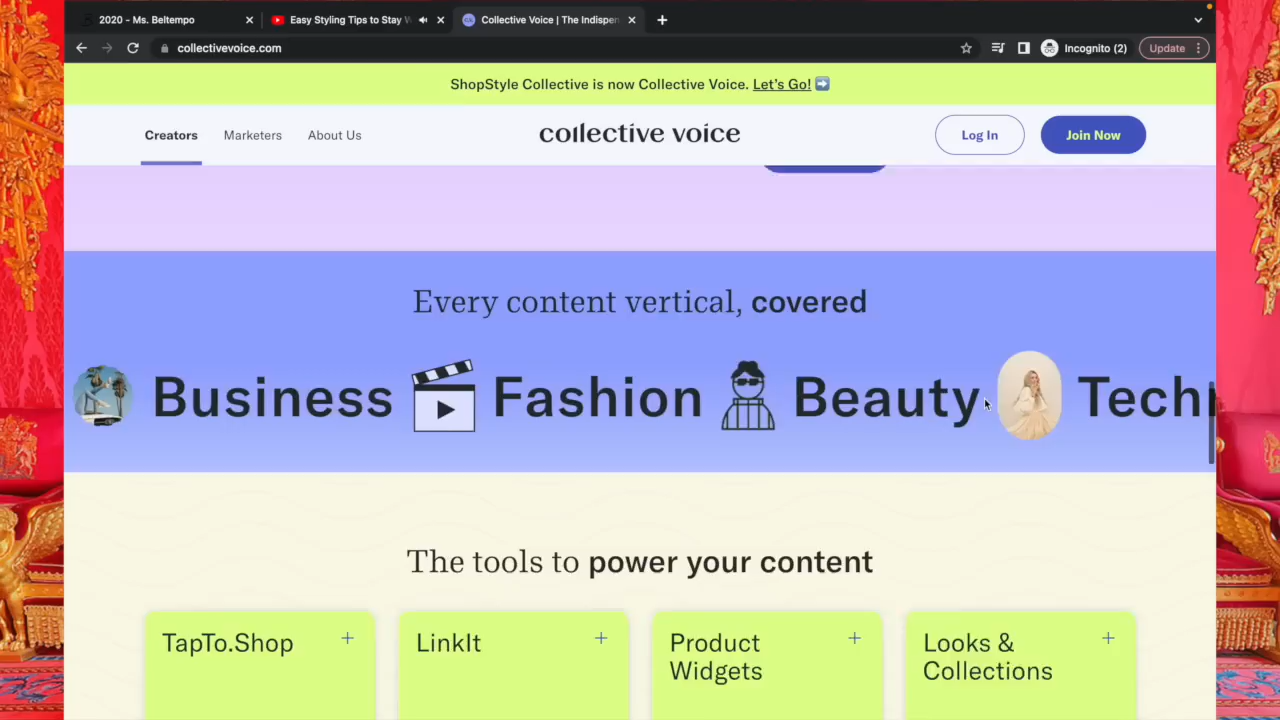 2020 - Ms. Beltempo
Easy Styling Tips to Stay
Collective Voice | The Indispen
collectivevoice.com
Incognito (2)
Update
ShopStyle Collective is now Collective Voice. Let's Go!
Creators
Marketers
About Us
collective voice
Log In
Join Now
Every content vertical, covered
Business
Fashion
Beauty
Techn
The tools to power your content
TapTo.Shop
LinkIt
Product
Widgets
Looks &
Collections